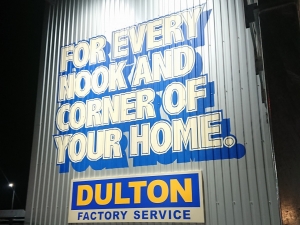 FOR EVERY
NOOK AND
CORNER OF
YOUR HOME.
DULTON
FACTORY SERVICE